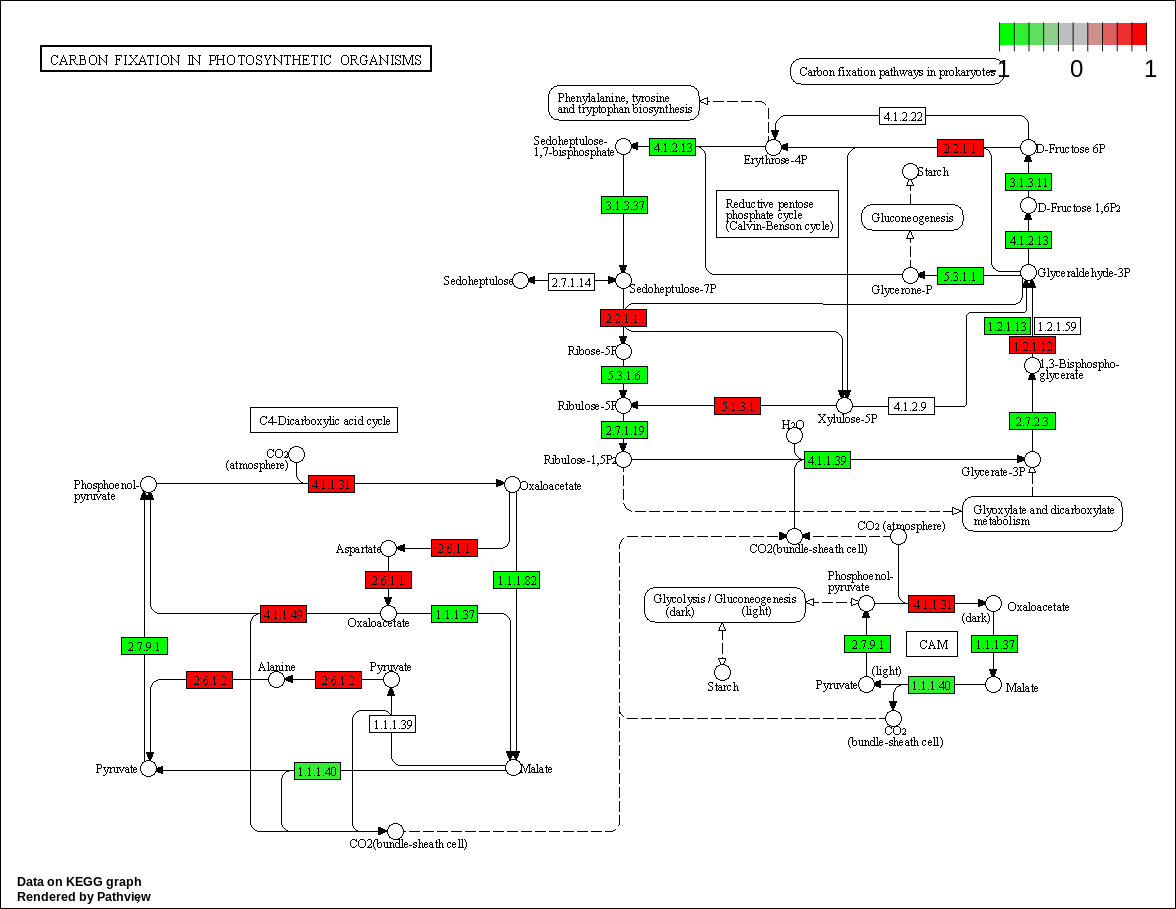 CARBON FIXATION IN PHOTOSYNTHETIC ORGANISMS
1
0
1
Carbon fixation pathways in prokaryotes
Phenylalanine, tyrosine
and tryptophan biosynthesis
4.1.2.22
Sedoheptulose-
1,7-bisphosphate
4.1.2.13
Erythrose-4P
2.2.1.1
D-Fructose 6P
Starch
3.1.3.11
3.1.3.37
Reductive pentose
phosphate cycle
(Calvin-Benson cycle)
Gluconeogenesis
D-Fructose 1,6P2
4.1.2.13
Sedoheptulose
2.7.1.14
Sedoheptulose-7P
Glycerone-P
5.3.1.1
Glyceraldehyde-3P
2.2.1.1
1.2.1.13
1.2.1.59
1.2.1.12
Ribose-5P
5.3.1.6
1,3-Bisphospho-
glycerate
Ribulose-5P
5.1.3.1
Xylulose-5P
4.1.2.9
2.7.1.19
H2O
2.7.2.3
Ribulose-1,5P2
4.1.1.39
Glycerate-3P
Glyoxylate and dicarboxylate
metabolism
C4-Dicarboxylic acid cycle
CO2
(atmosphere)
Phosphoenol-
pyruvate
4.1.1.31
Oxaloacetate
CO2 (atmosphere)
CO2(bundle-sheath cell)
Aspartate
2.6.1.1
2.6.1.1
1.1.1.82
4.1.1.49
Oxaloacetate
1.1.1.37
2.7.9.1
Alanine
Pyruvate
2.6.1.2
2.6.1.2
1.1.1.39
Pyruvate
1.1.1.40
Malate
CO2(bundle-sheath cell)
Phosphoenol-
pyruvate
Glycolysis / Gluconeogenesis
(dark)
(light)
4.1.1.31
Oxaloacetate
(dark)
2.7.9.1
CAM
1.1.1.37
Starch
(light)
Pyruvate
1.1.1.40
Malate
CO2
(bundle-sheath cell)
Data on KEGG graph
Rendered by Pathview